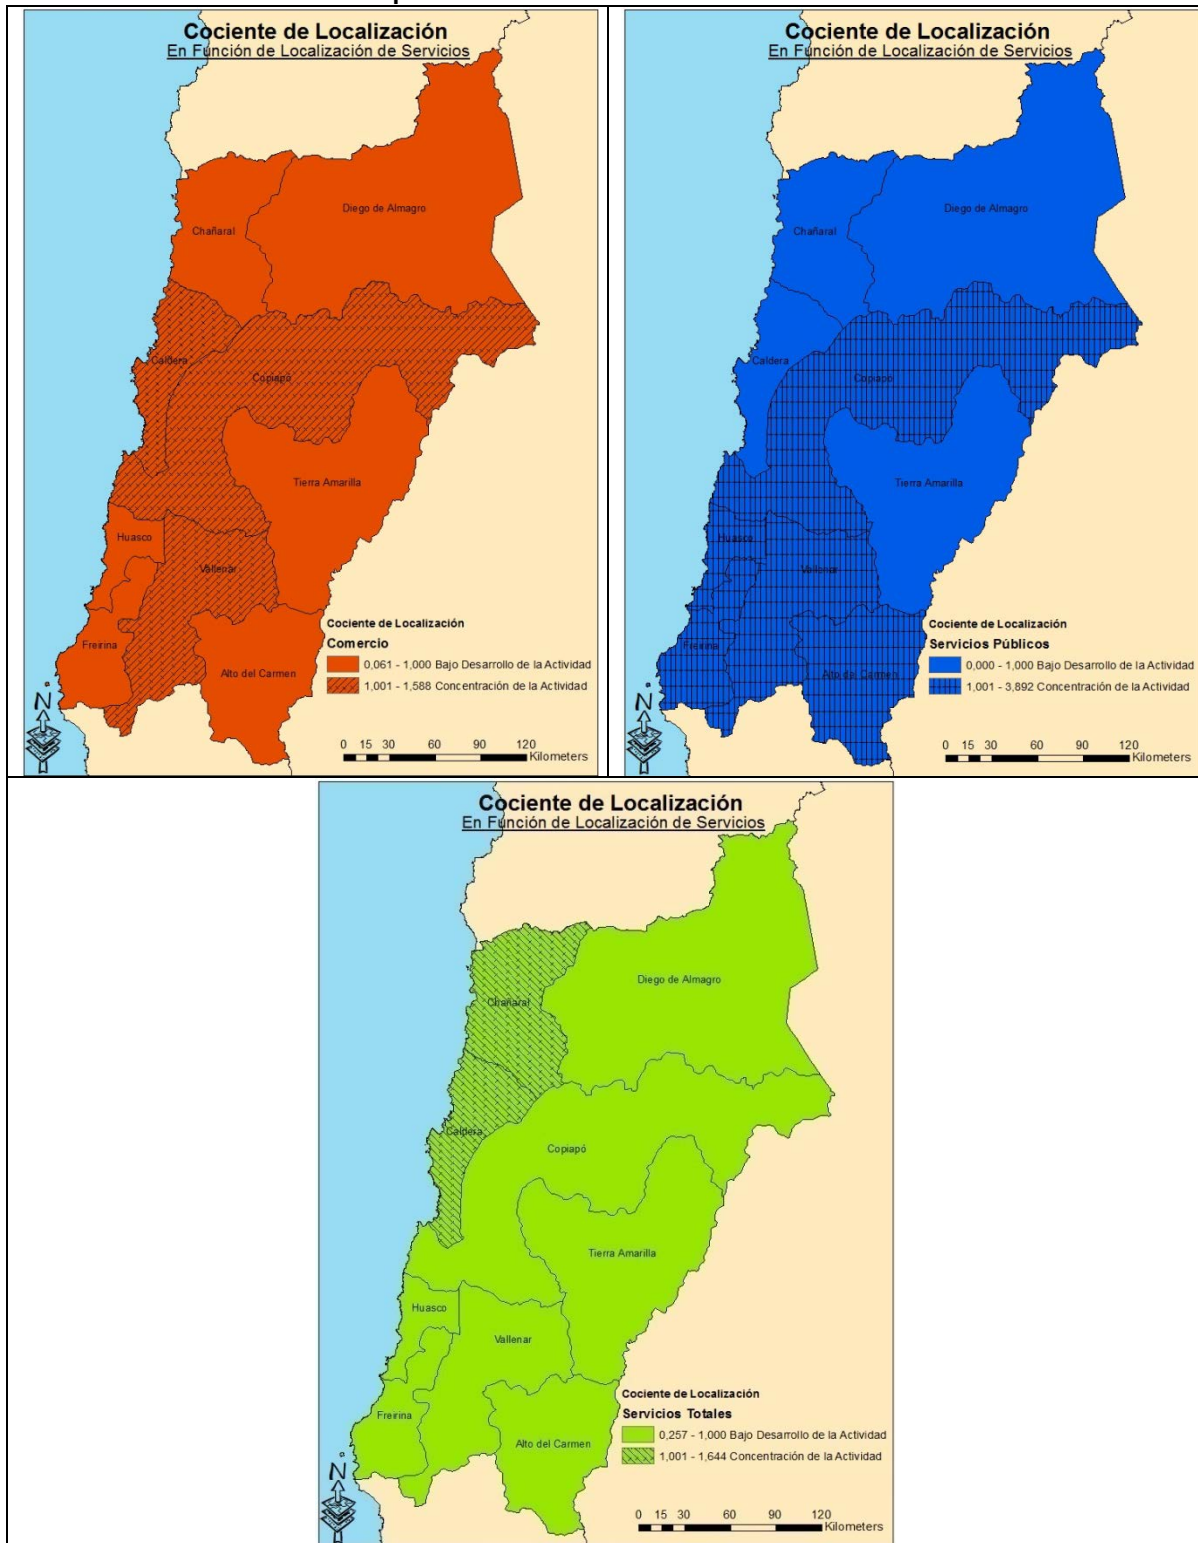 Cociente de Localización
En Función de Localización de Servicios
Diego de Almagro
Chañaral
Caldera
Copiapó
Tierra Amarilla
Huasco
Vallenar
Freirina
Alto del Carmen
Cociente de Localización
Comercio
0,061 - 1,000 Bajo Desarrollo de la Actividad
1,001 - 1,588 Concentración de la Actividad
N
0 15 30 60 90 120
Kilometers
Cociente de Localización
En Función de Localización de Servicios
Diego de Almagro
Chañaral
Caldera
Copiapó
Tierra Amarilla
Huasco
Vallenar
Freirina
Alto del Carmen
Cociente de Localización
Servicios Públicos
0,000 - 1,000 Bajo Desarrollo de la Actividad
1,001 - 3,892 Concentración de la Actividad
N
0 15 30 60 90 120
Kilometers
Cociente de Localización
En Función de Localización de Servicios
Diego de Almagro
Chañaral
Caldera
Copiapó
Tierra Amarilla
Huasco
Vallenar
Freirina
Alto del Carmen
Cociente de Localización
Servicios Totales
0,257 - 1,000 Bajo Desarrollo de la Actividad
1,001 - 1,644 Concentración de la Actividad
N
0 15 30 60 90 120
Kilometers